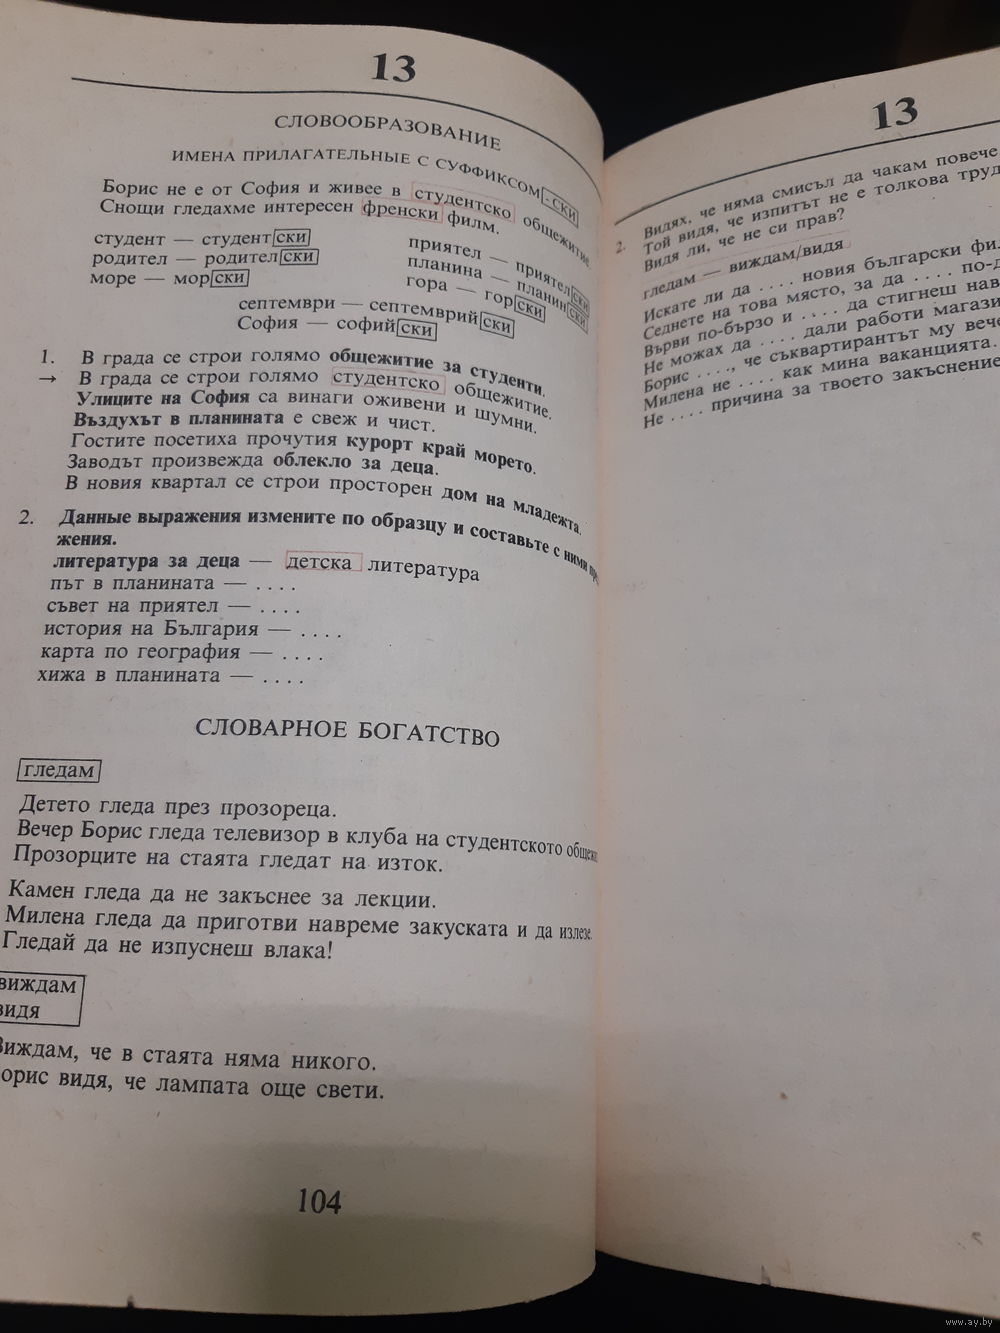 13
СЛОВООБРАЗОВАНИЕ
ИМЕНА ПРИЛАГАТЕЛЬНЫЕ С СУФФИКСОМ -СКИ
Борис не е от София и живее в студентско общежитие.
Снощи гледахме интересен френски филм.
студент — студентски
родител — родителски
море — морски
приятел — приятелски
планина — планински
гора — горски
септември — септемврийски
София — софийски
1. В града се строи голямо общежитие за студенти.
→ В града се строи голямо студентско общежитие.
Улиците на София са винаги оживени и шумни.
Въздухът в планината е свеж и чист.
Гостите посетиха прочутия курорт край морето.
Заводът произвежда облекло за деца.
В новия квартал се строи просторен дом на младежта.
2. Данные выражения измените по образцу и составьте с ними
жения.
литература за деца — детска литература
път в планината — . . . .
съвет на приятел — . . . .
история на България — . . . .
карта по география — . . . .
хижа в планината — . . . .
СЛОВАРНОЕ БОГАТСТВО
гледам
Детето гледа през прозореца.
Вечер Борис гледа телевизор в клуба на студентското
Прозорците на стаята гледат на изток.
Камен гледа да не закъснее за лекции.
Милена гледа да приготви навреме закуската и да излезе.
Гледай да не изпуснеш влака!
виждам
видя
Виждам, че в стаята няма никого.
орис видя, че лампата още свети.
104
13
Видях, че няма смисъл да чакам повече
Той видя, че изпитът не е толкова труд
Видя ли, че не си прав?
2. гледам — виждам/видя
Искате ли да . . . . новия български фи
Седнете на това място, за да . . . . по-д
Върви по-бързо и . . . . да стигнеш нав
Не можах да . . . . дали работи магази
Борис . . . ., че съквартирантът му вече
Милена не . . . . как мина ваканцията.
Не . . . . причина за твоето закъснение
www.ay.by